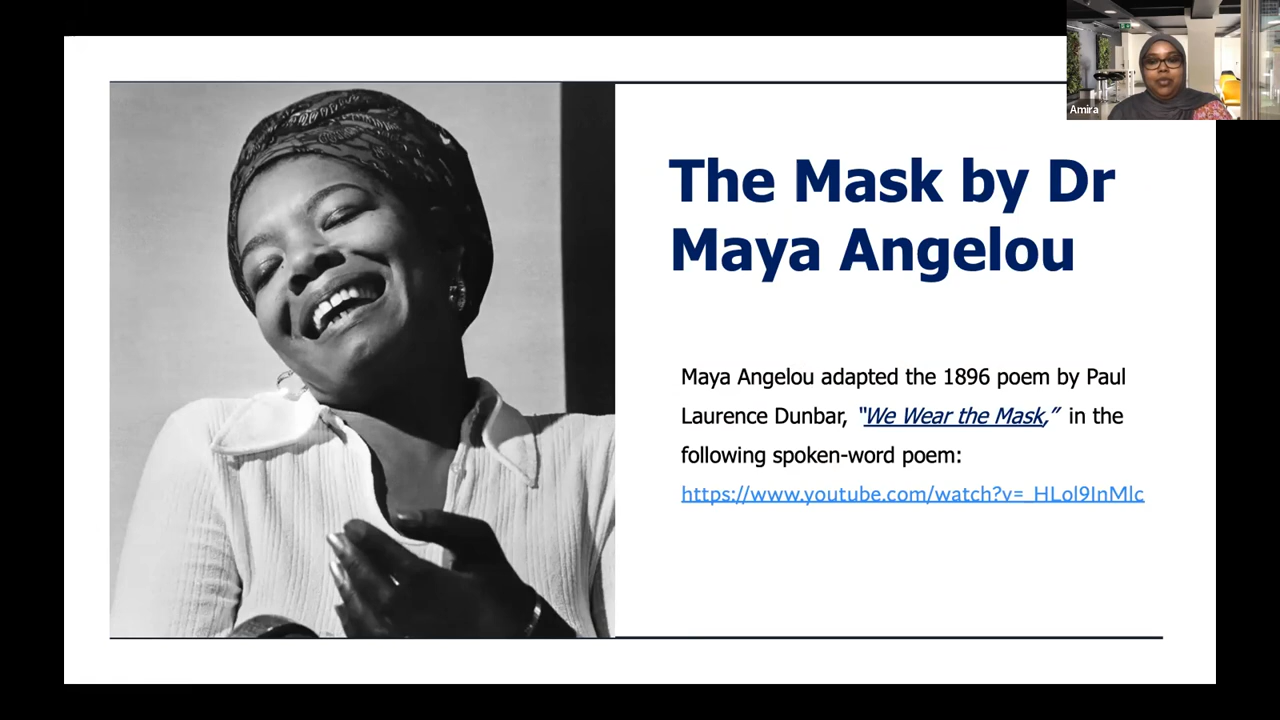 Amira
The Mask by Dr
Maya Angelou
Maya Angelou adapted the 1896 poem by Paul
Laurence Dunbar, “We Wear the Mask,” in the
following spoken-word poem:
https://www.youtube.com/watch?v=_HLol9InMlc